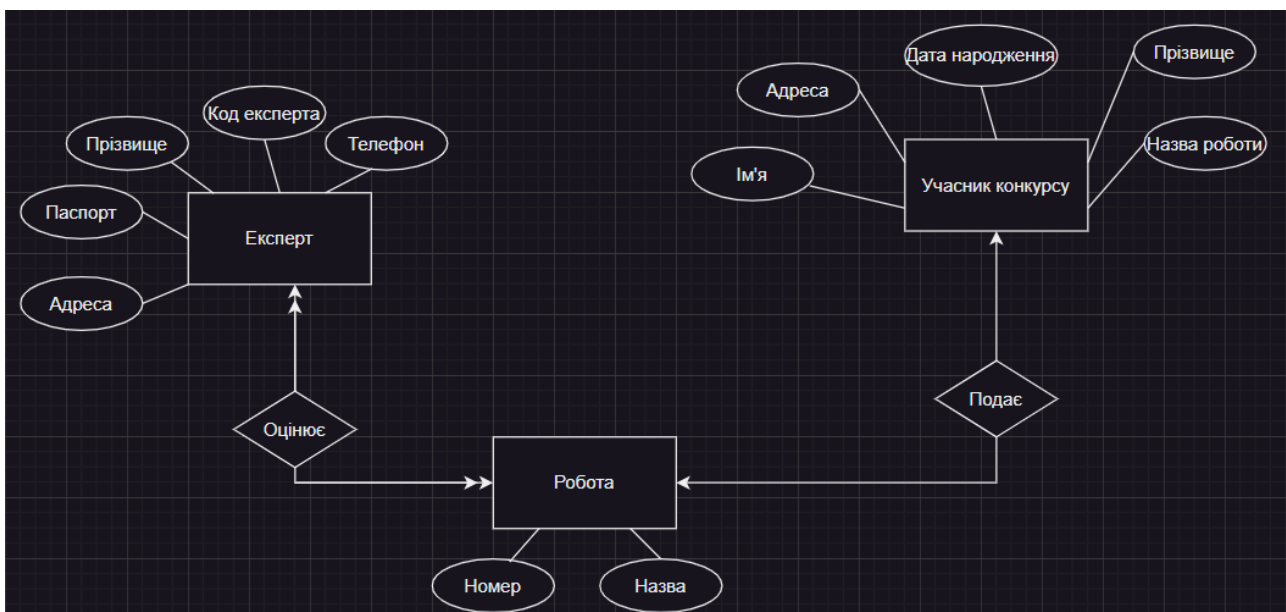 Дата народження
Прізвище
Адреса
Код експерта
Прізвище
Телефон
Назва роботи
Ім'я
Учасник конкурсу
Паспорт
Експерт
Адреса
Подає
Оцінює
Робота
Номер
Назва